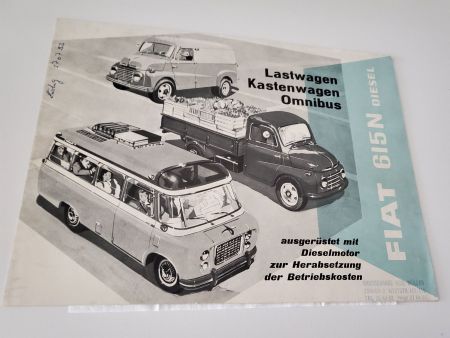 Lastwagen
Kastenwagen
Omnibus
FIAT 615N DIESEL
ausgerüstet mit
Dieselmotor
zur Herabsetzung
der Betriebskosten